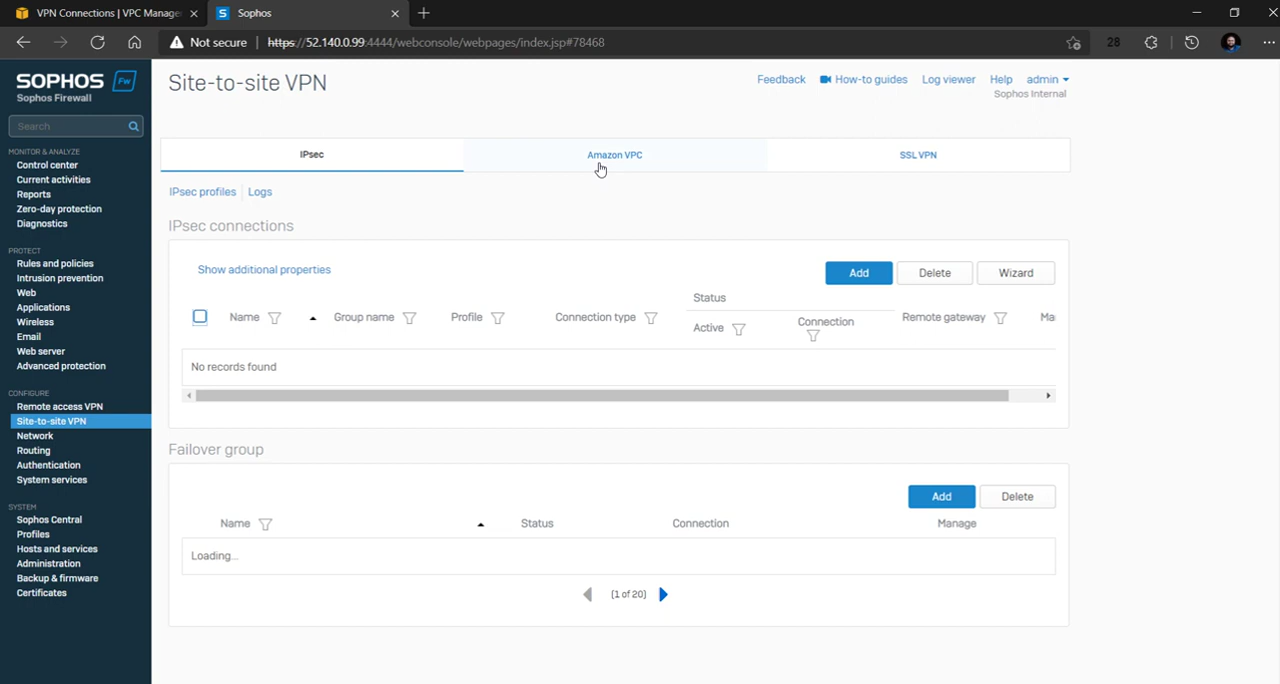 VPN Connections | VPC Manage
Sophos
Not secure
https://52.140.0.99:4444/webconsole/webpages/index.jsp#78468
28
SOPHOS Fw
Sophos Firewall
Search
MONITOR & ANALYZE
Control center
Current activities
Reports
Zero-day protection
Diagnostics
PROTECT
Rules and policies
Intrusion prevention
Web
Applications
Wireless
Email
Web server
Advanced protection
CONFIGURE
Remote access VPN
Site-to-site VPN
Network
Routing
Authentication
System services
SYSTEM
Sophos Central
Profiles
Hosts and services
Administration
Backup & firmware
Certificates
Site-to-site VPN
Feedback How-to guides Log viewer Help admin
Sophos Internal
IPsec Amazon VPC SSL VPN
IPsec profiles Logs
IPsec connections
Show additional properties
Add Delete Wizard
Status
Name Group name Profile Connection type Active Connection Remote gateway Ma
No records found
Failover group
Add Delete
Name Status Connection Manage
Loading...
[1 of 20]